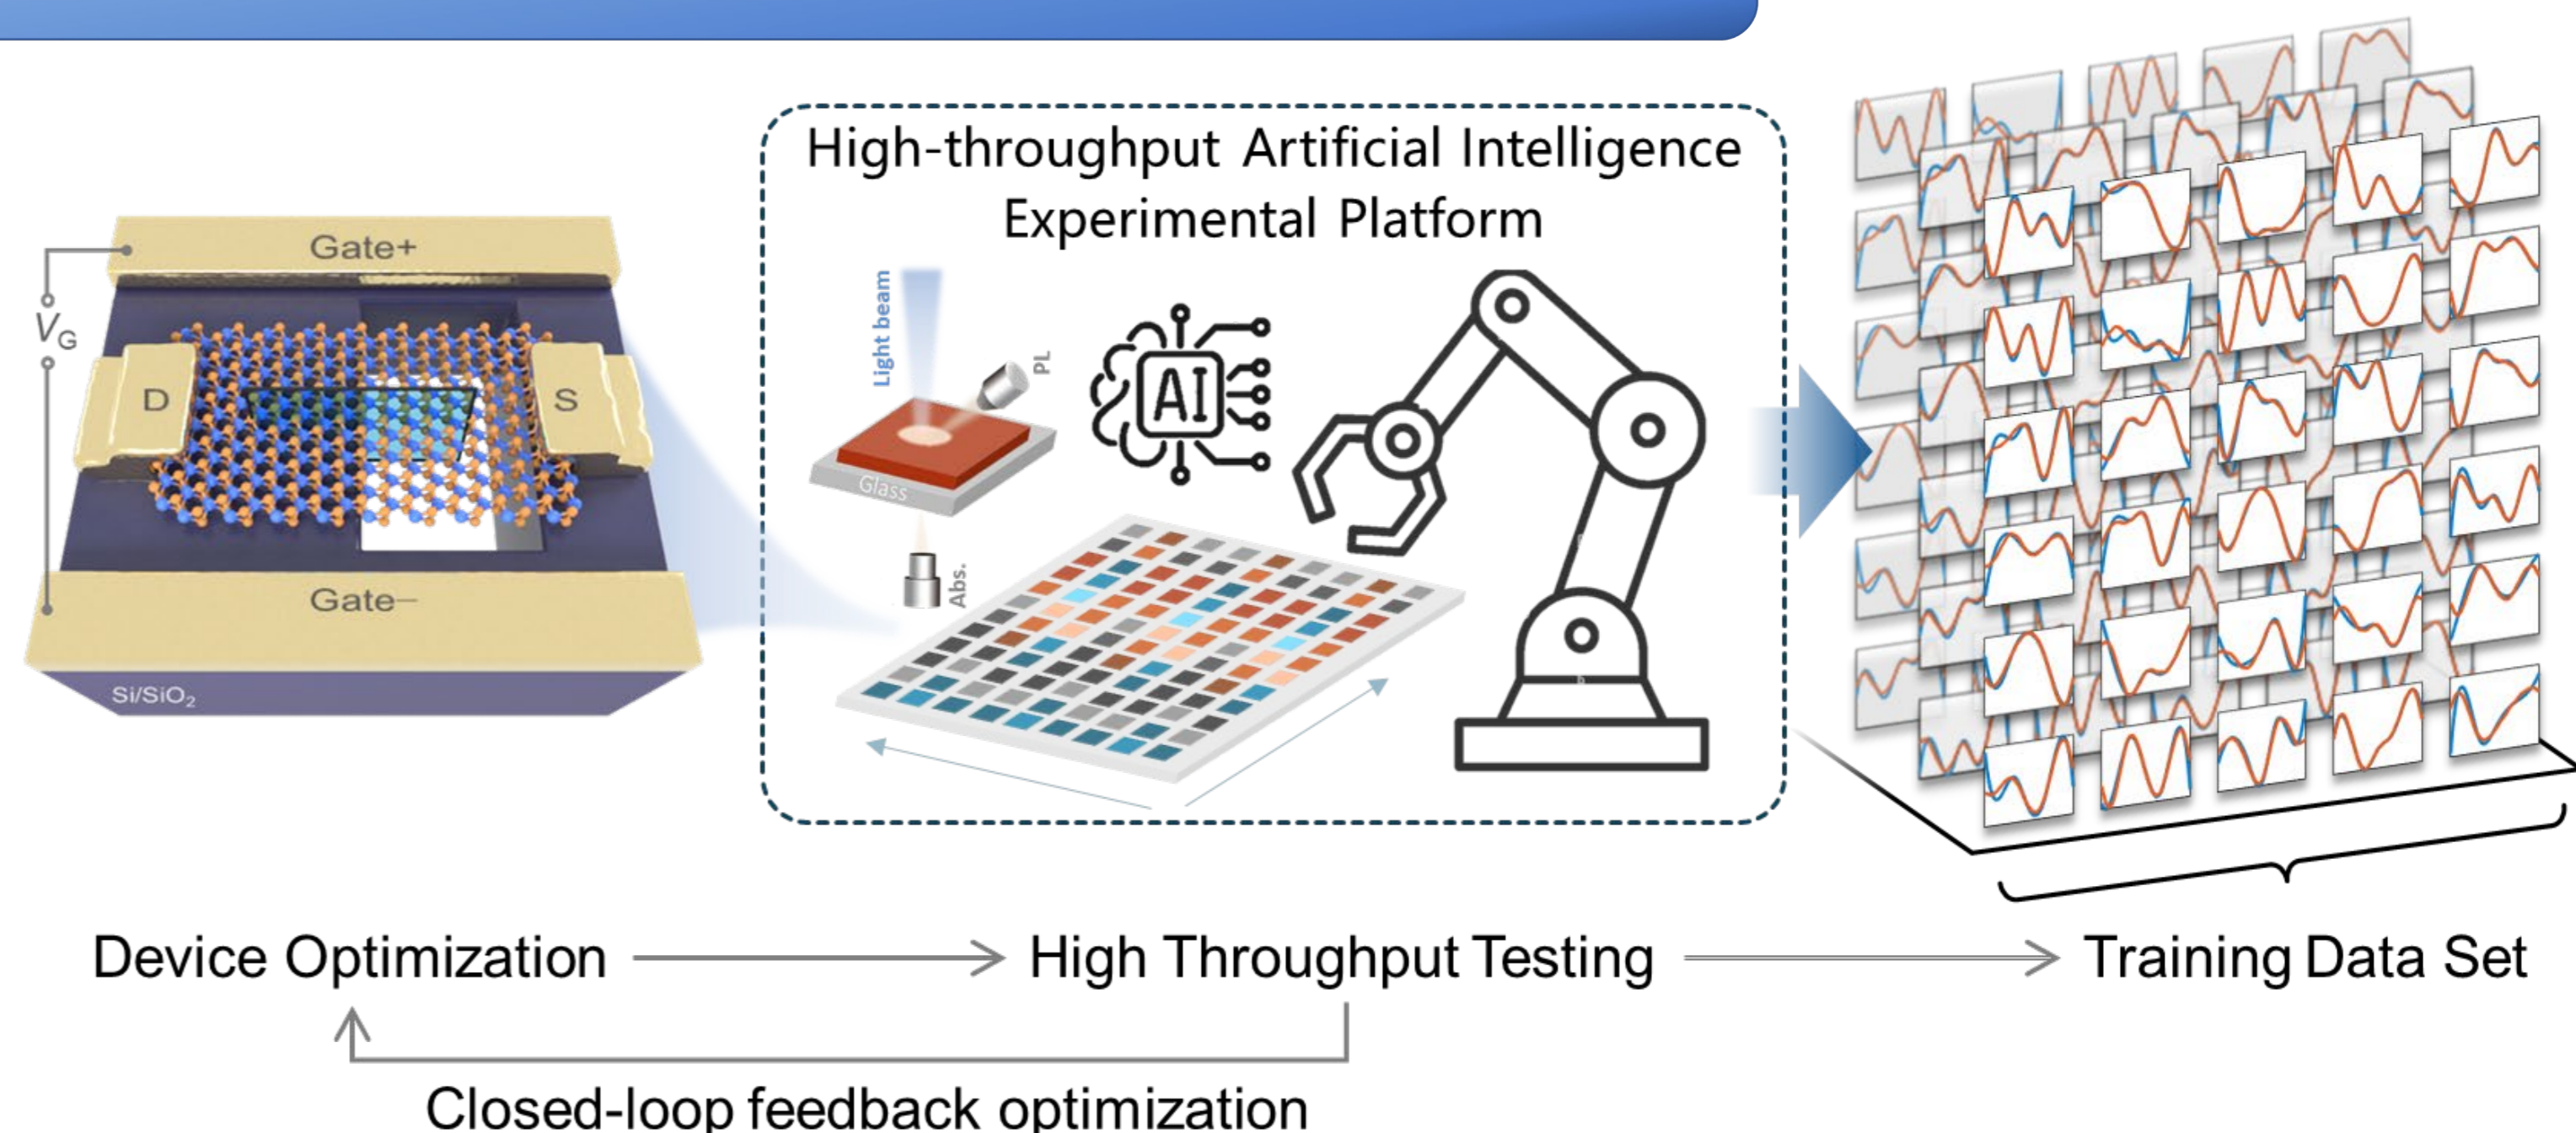 High-throughput Artificial Intelligence
Experimental Platform
Gate+
V_G
D
S
Gate−
Si/SiO₂
Light beam
PL
Glass
Abs.
AI
Device Optimization
High Throughput Testing
Training Data Set
Closed-loop feedback optimization